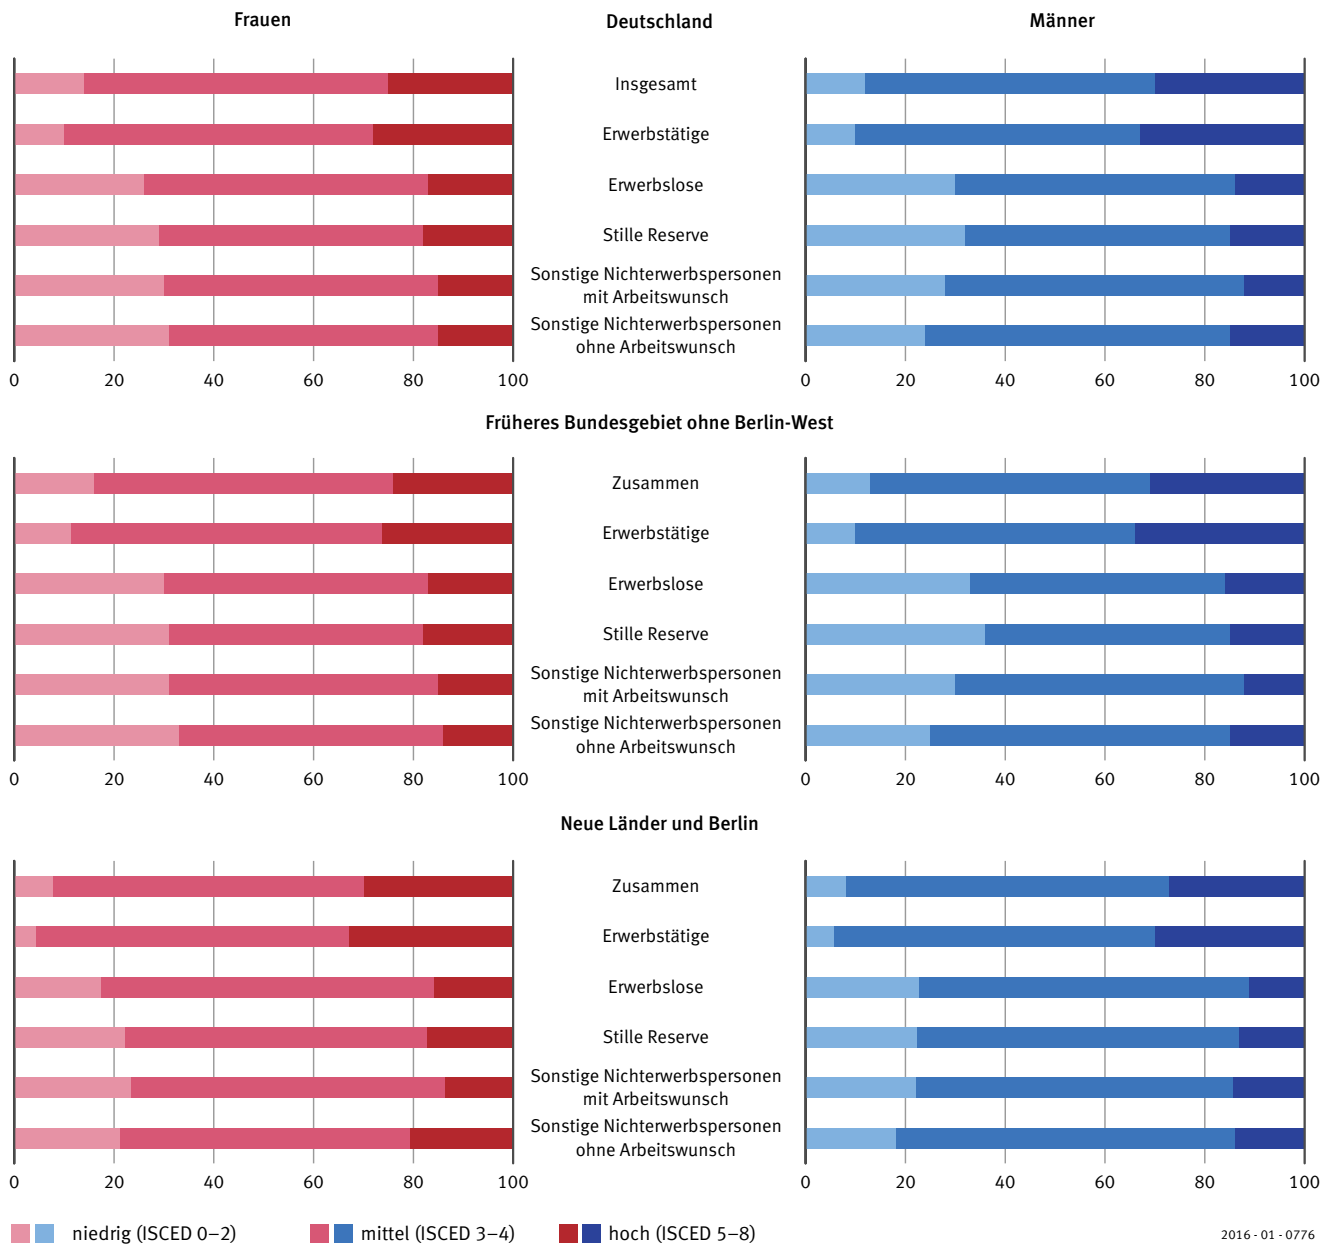 Frauen Deutschland Männer
Insgesamt
Erwerbstätige
Erwerbslose
Stille Reserve
Sonstige Nichterwerbspersonen
mit Arbeitswunsch
Sonstige Nichterwerbspersonen
ohne Arbeitswunsch
0 20 40 60 80 100 0 20 40 60 80 100
Früheres Bundesgebiet ohne Berlin-West
Zusammen
Erwerbstätige
Erwerbslose
Stille Reserve
Sonstige Nichterwerbspersonen
mit Arbeitswunsch
Sonstige Nichterwerbspersonen
ohne Arbeitswunsch
0 20 40 60 80 100 0 20 40 60 80 100
Neue Länder und Berlin
Zusammen
Erwerbstätige
Erwerbslose
Stille Reserve
Sonstige Nichterwerbspersonen
mit Arbeitswunsch
Sonstige Nichterwerbspersonen
ohne Arbeitswunsch
0 20 40 60 80 100 0 20 40 60 80 100
niedrig (ISCED 0–2) mittel (ISCED 3–4) hoch (ISCED 5–8) 2016 - 01 - 0776